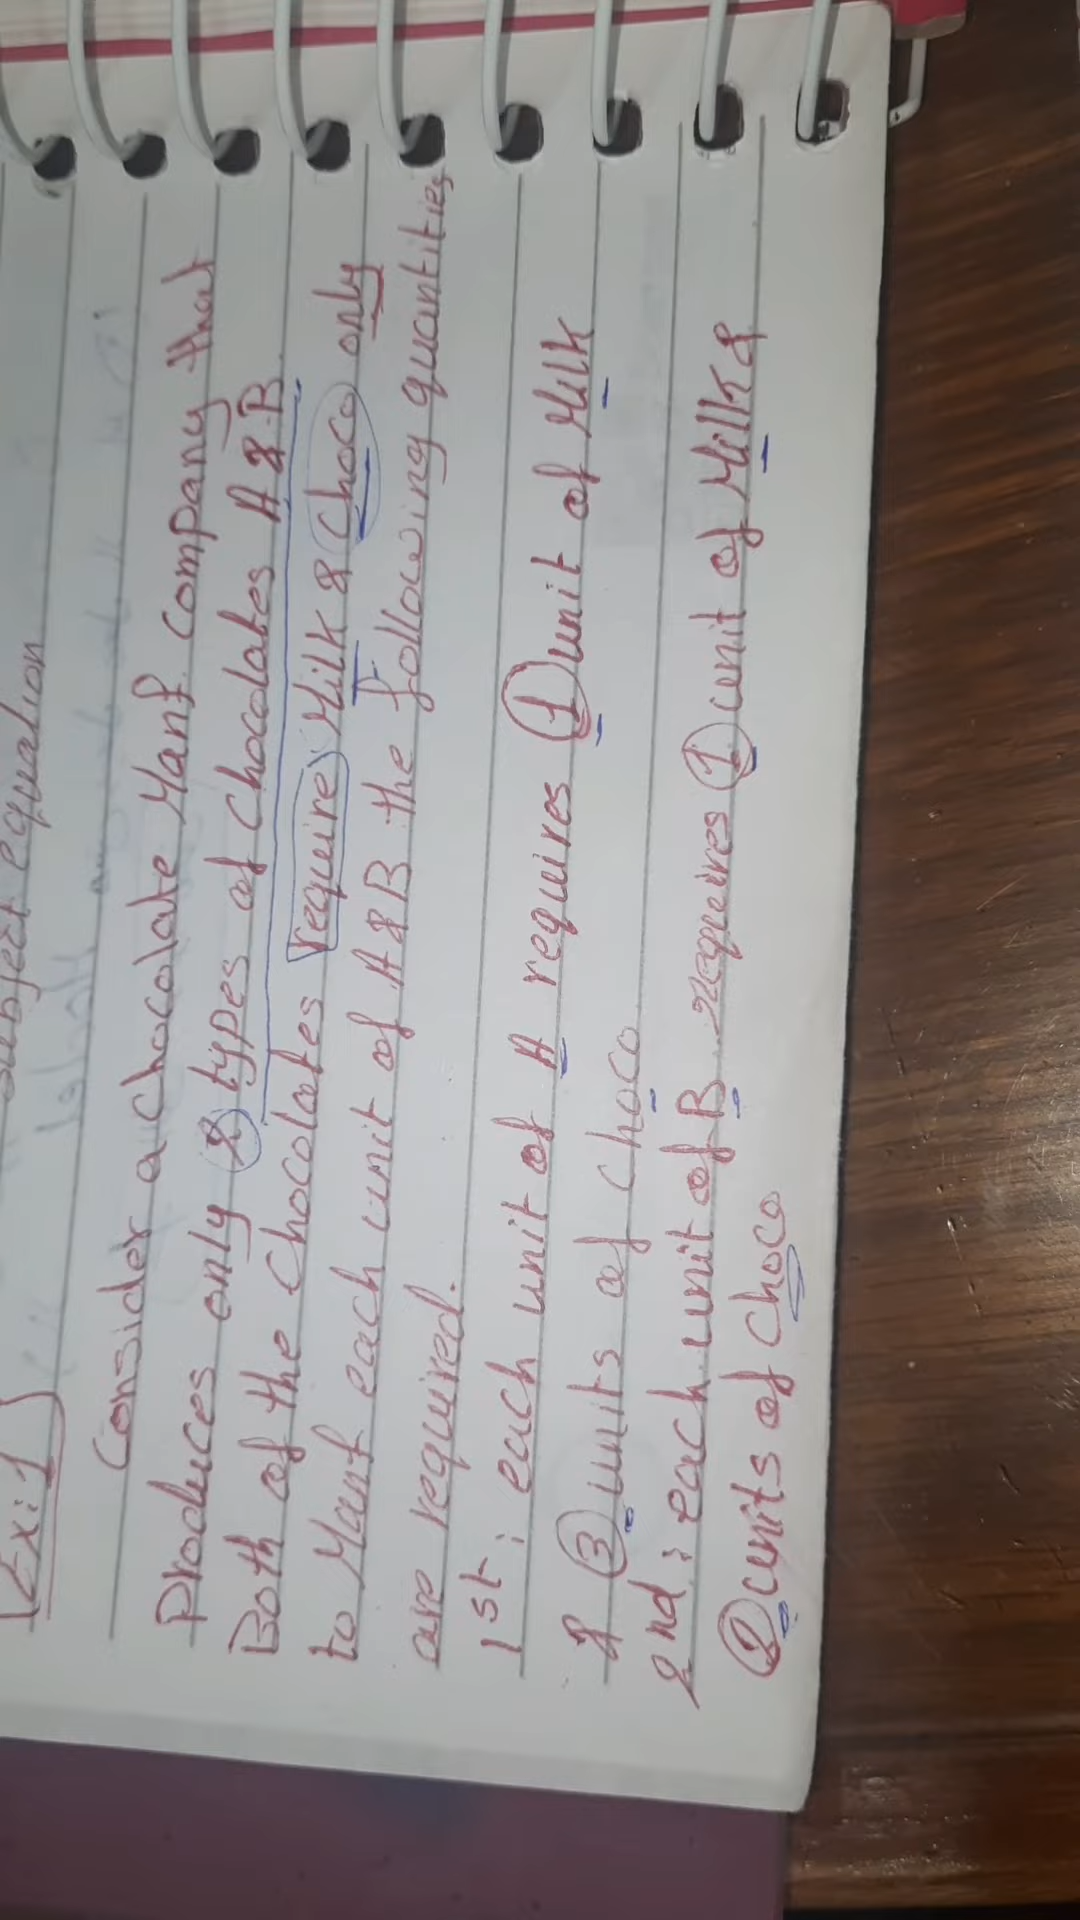 subject equation
Ex: 1
Consider a chocolate Manf. company that
Produces only 2 types of chocolates A & B.
Both of the chocolates require Milk & choco only
to Manf each unit of A & B the following quantities
are required.
1st: each unit of A requires 1 unit of Milk
& 3 units of choco
2nd: each unit of B requires 1 unit of Milk &
2 units of choco